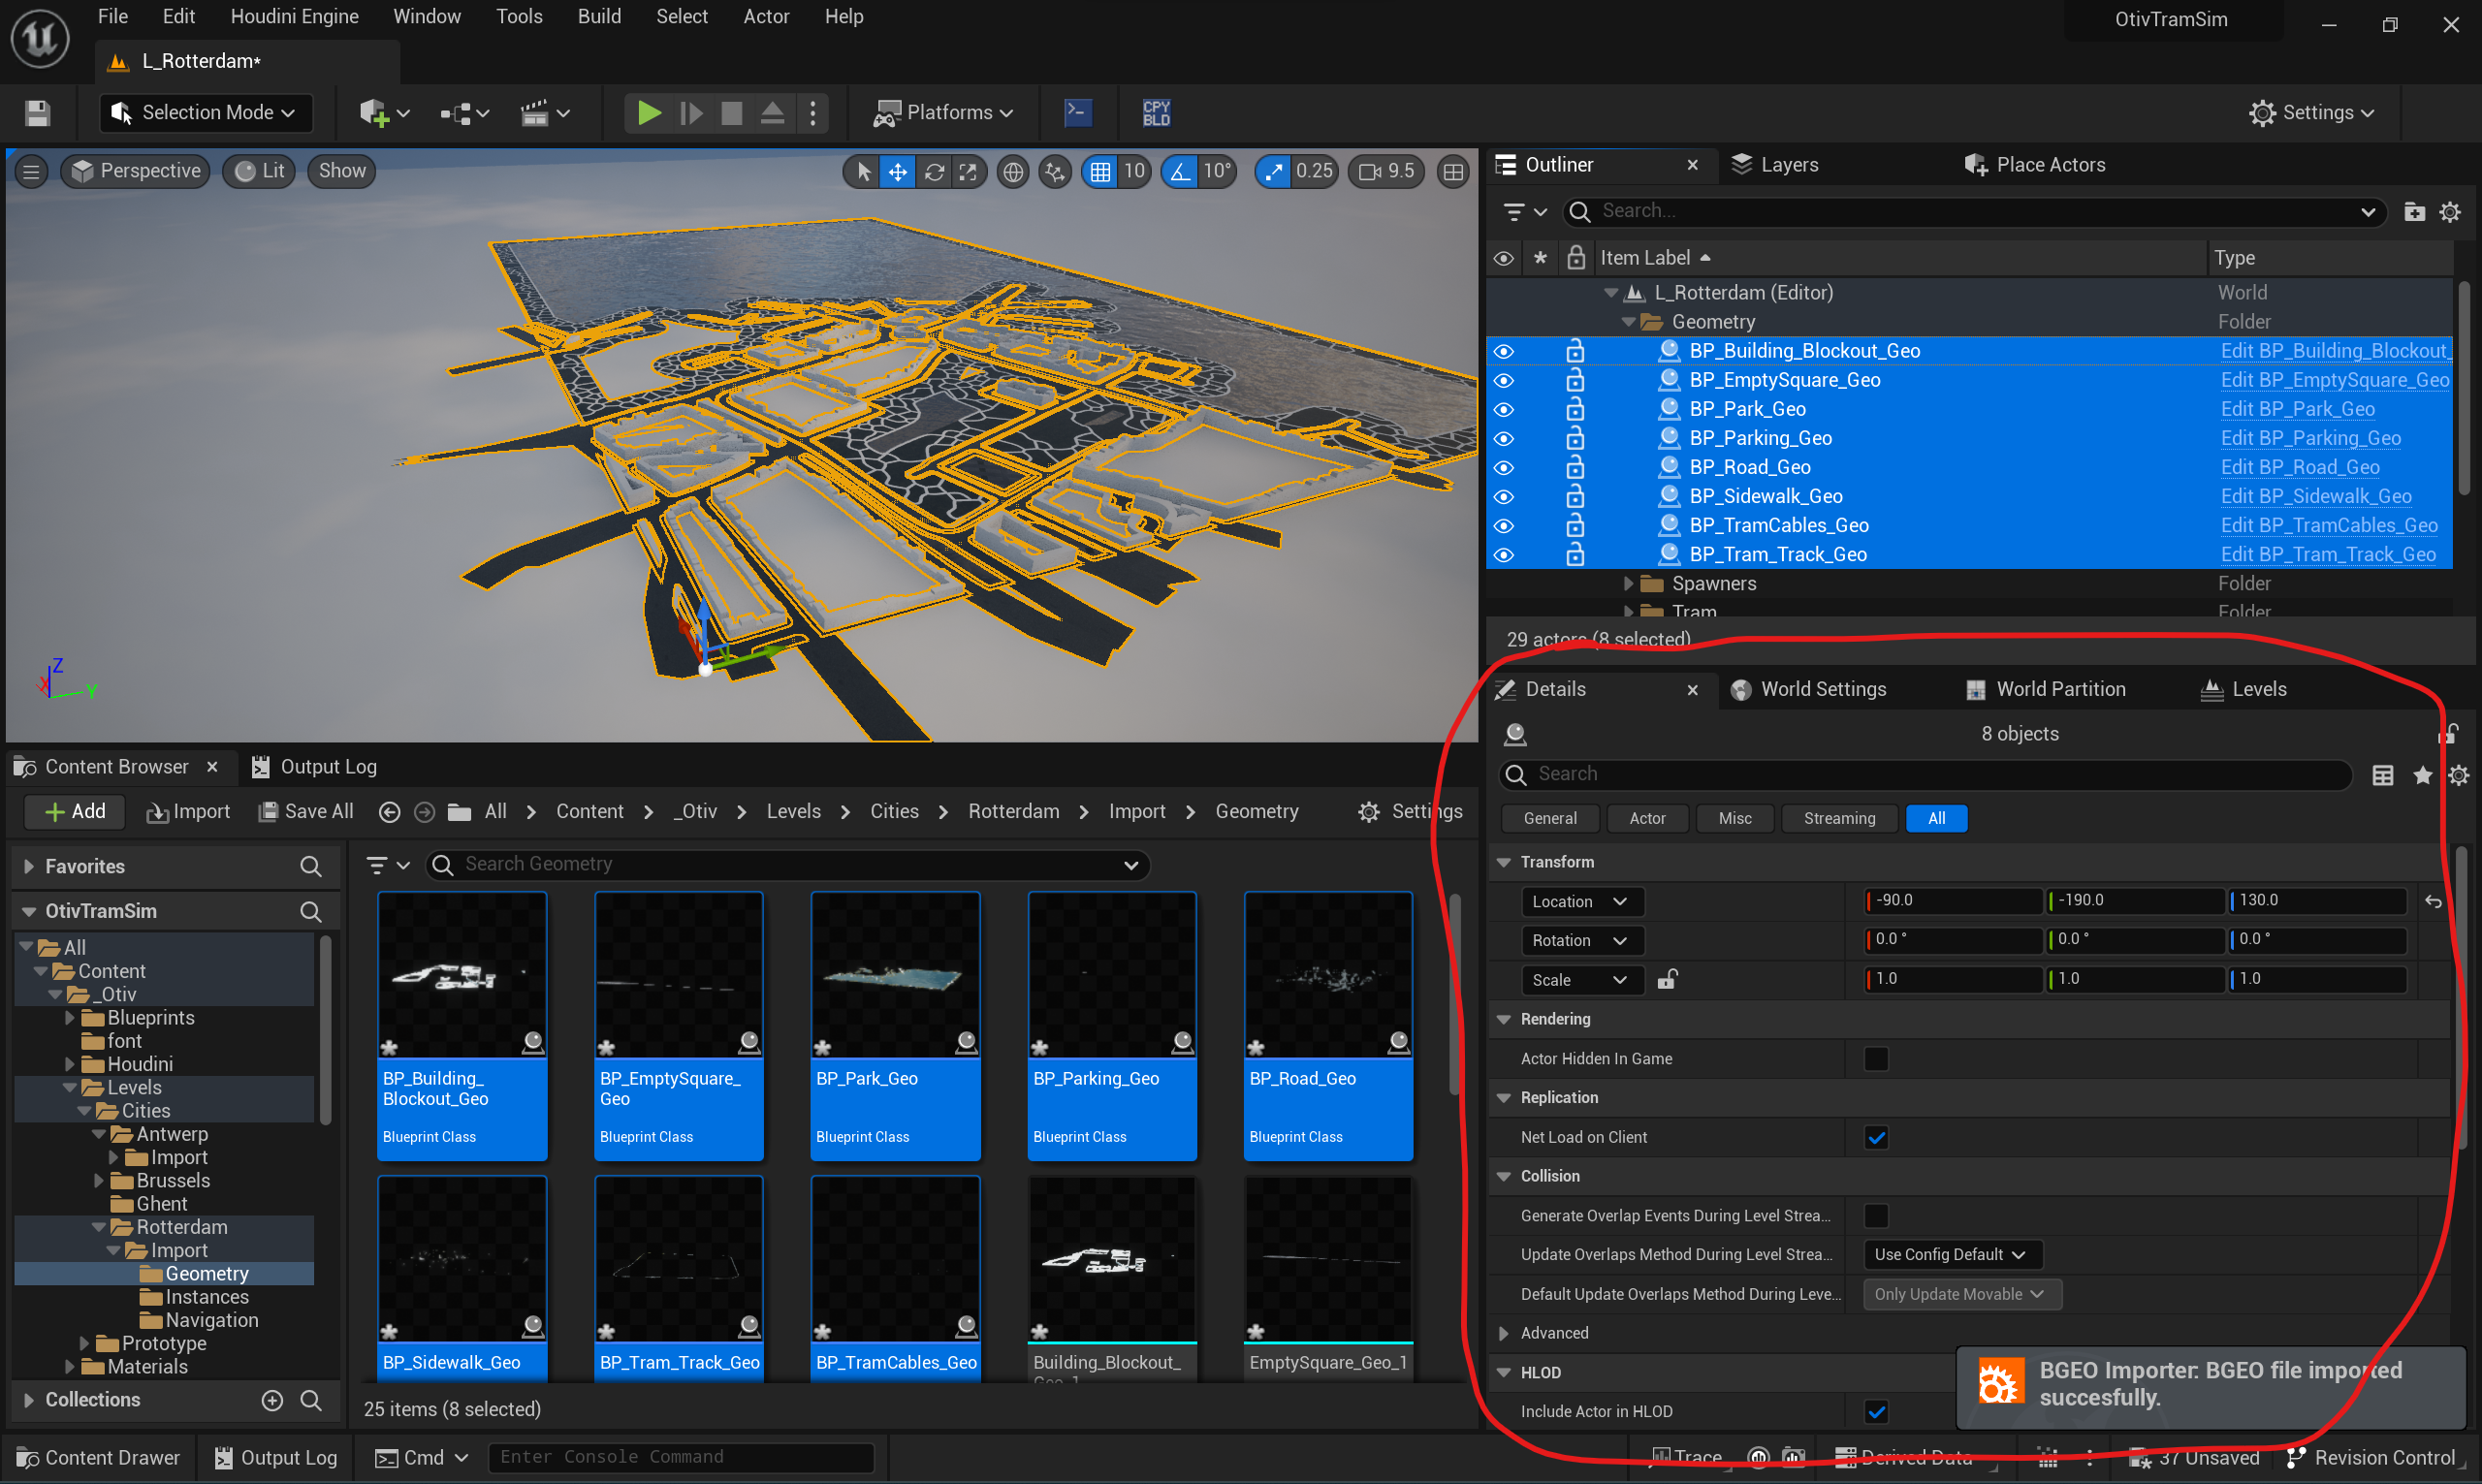 File Edit Houdini Engine Window Tools Build Select Actor Help
OtivTramSim
L_Rotterdam*
Selection Mode
Platforms
CPY
BLD
Settings
Perspective Lit Show
10 10° 0.25 9.5
Z
X
Y
Outliner Layers Place Actors
Search...
Item Label Type
L_Rotterdam (Editor) World
Geometry Folder
BP_Building_Blockout_Geo Edit BP_Building_Blockout_
BP_EmptySquare_Geo Edit BP_EmptySquare_Geo
BP_Park_Geo Edit BP_Park_Geo
BP_Parking_Geo Edit BP_Parking_Geo
BP_Road_Geo Edit BP_Road_Geo
BP_Sidewalk_Geo Edit BP_Sidewalk_Geo
BP_TramCables_Geo Edit BP_TramCables_Geo
BP_Tram_Track_Geo Edit BP_Tram_Track_Geo
Spawners Folder
Tram Folder
29 actors (8 selected)
Details World Settings World Partition Levels
8 objects
Search
General Actor Misc Streaming All
Transform
Location -90.0 -190.0 130.0
Rotation 0.0 ° 0.0 ° 0.0 °
Scale 1.0 1.0 1.0
Rendering
Actor Hidden In Game
Replication
Net Load on Client
Collision
Generate Overlap Events During Level Strea...
Update Overlaps Method During Level Strea... Use Config Default
Default Update Overlaps Method During Leve... Only Update Movable
Advanced
HLOD
Include Actor in HLOD
BGEO Importer: BGEO file imported
succesfully.
Content Browser Output Log
Add Import Save All All Content _Otiv Levels Cities Rotterdam Import Geometry Settings
Favorites
OtivTramSim
All
Content
_Otiv
Blueprints
font
Houdini
Levels
Cities
Antwerp
Import
Brussels
Ghent
Rotterdam
Import
Geometry
Instances
Navigation
Prototype
Materials
Collections
Search Geometry
BP_Building_
Blockout_Geo
Blueprint Class
BP_EmptySquare_
Geo
Blueprint Class
BP_Park_Geo
Blueprint Class
BP_Parking_Geo
Blueprint Class
BP_Road_Geo
Blueprint Class
BP_Sidewalk_Geo
BP_Tram_Track_Geo
BP_TramCables_Geo
Building_Blockout_
Geo_1
EmptySquare_Geo_1
25 items (8 selected)
Content Drawer Output Log Cmd Enter Console Command
Trace Derived Data 37 Unsaved Revision Control